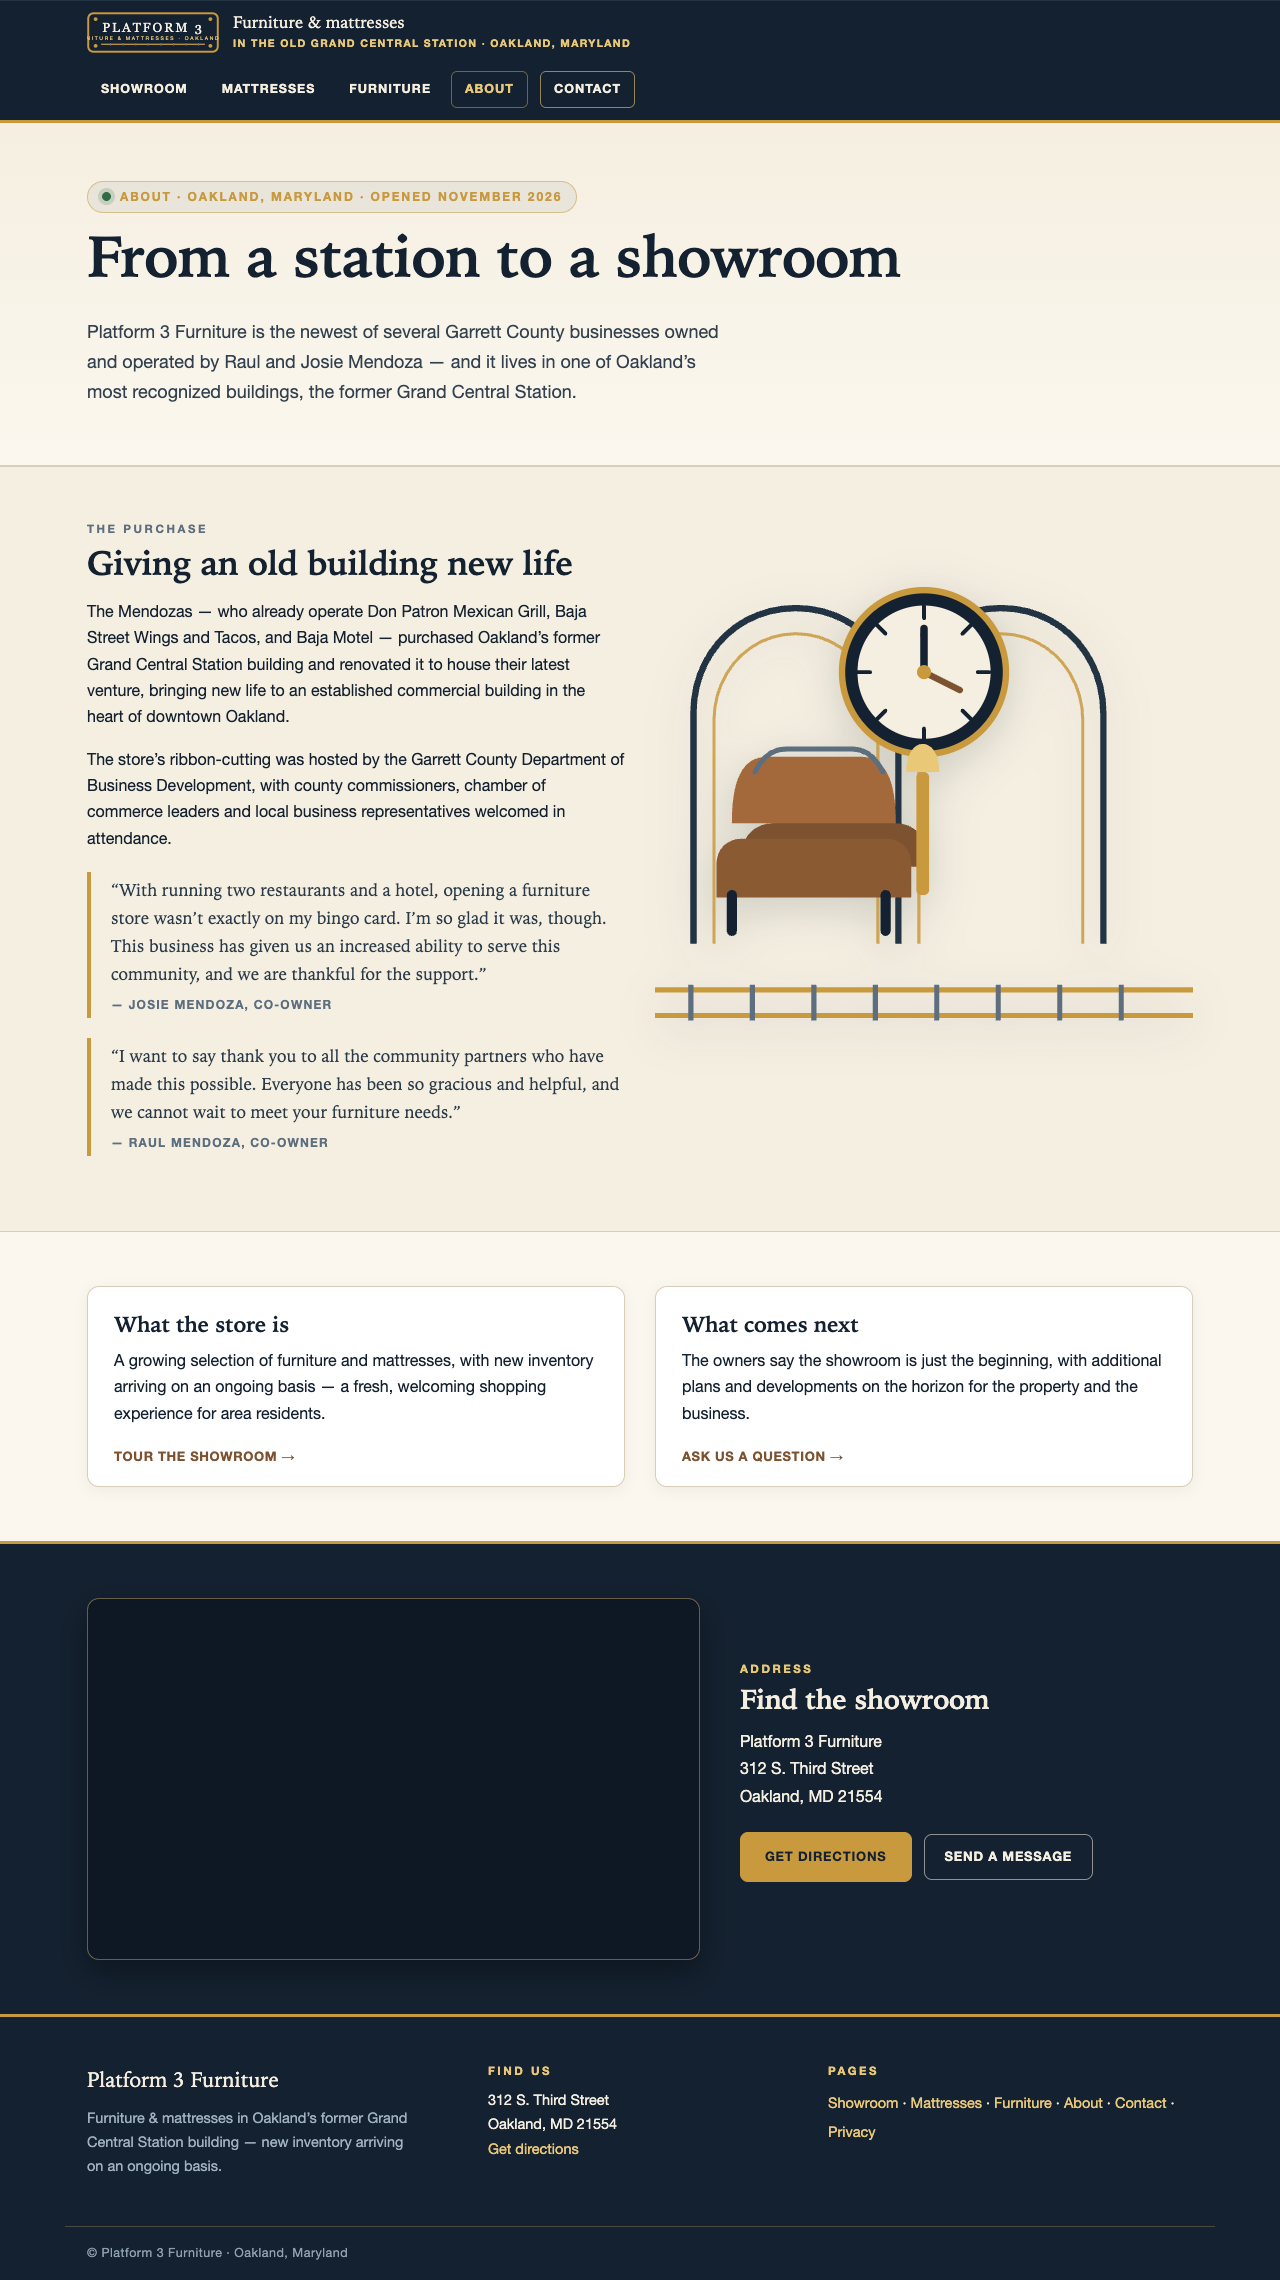 PLATFORM 3
Furniture & mattresses
IN THE OLD GRAND CENTRAL STATION · OAKLAND, MARYLAND
SHOWROOM
MATTRESSES
FURNITURE
ABOUT
CONTACT
ABOUT · OAKLAND, MARYLAND · OPENED NOVEMBER 2026
From a station to a showroom
Platform 3 Furniture is the newest of several Garrett County businesses owned
and operated by Raul and Josie Mendoza — and it lives in one of Oakland’s
most recognized buildings, the former Grand Central Station.
THE PURCHASE
Giving an old building new life
The Mendozas — who already operate Don Patron Mexican Grill, Baja
Street Wings and Tacos, and Baja Motel — purchased Oakland’s former
Grand Central Station building and renovated it to house their latest
venture, bringing new life to an established commercial building in the
heart of downtown Oakland.
The store’s ribbon-cutting was hosted by the Garrett County Department of
Business Development, with county commissioners, chamber of
commerce leaders and local business representatives welcomed in
attendance.
“With running two restaurants and a hotel, opening a furniture
store wasn’t exactly on my bingo card. I’m so glad it was, though.
This business has given us an increased ability to serve this
community, and we are thankful for the support.”
— JOSIE MENDOZA, CO-OWNER
“I want to say thank you to all the community partners who have
made this possible. Everyone has been so gracious and helpful, and
we cannot wait to meet your furniture needs.”
— RAUL MENDOZA, CO-OWNER
What the store is
A growing selection of furniture and mattresses, with new inventory
arriving on an ongoing basis — a fresh, welcoming shopping
experience for area residents.
TOUR THE SHOWROOM →
What comes next
The owners say the showroom is just the beginning, with additional
plans and developments on the horizon for the property and the
business.
ASK US A QUESTION →
ADDRESS
Find the showroom
Platform 3 Furniture
312 S. Third Street
Oakland, MD 21554
GET DIRECTIONS
SEND A MESSAGE
Platform 3 Furniture
Furniture & mattresses in Oakland’s former Grand
Central Station building — new inventory arriving
on an ongoing basis.
FIND US
312 S. Third Street
Oakland, MD 21554
Get directions
PAGES
Showroom · Mattresses · Furniture · About · Contact ·
Privacy
© Platform 3 Furniture · Oakland, Maryland